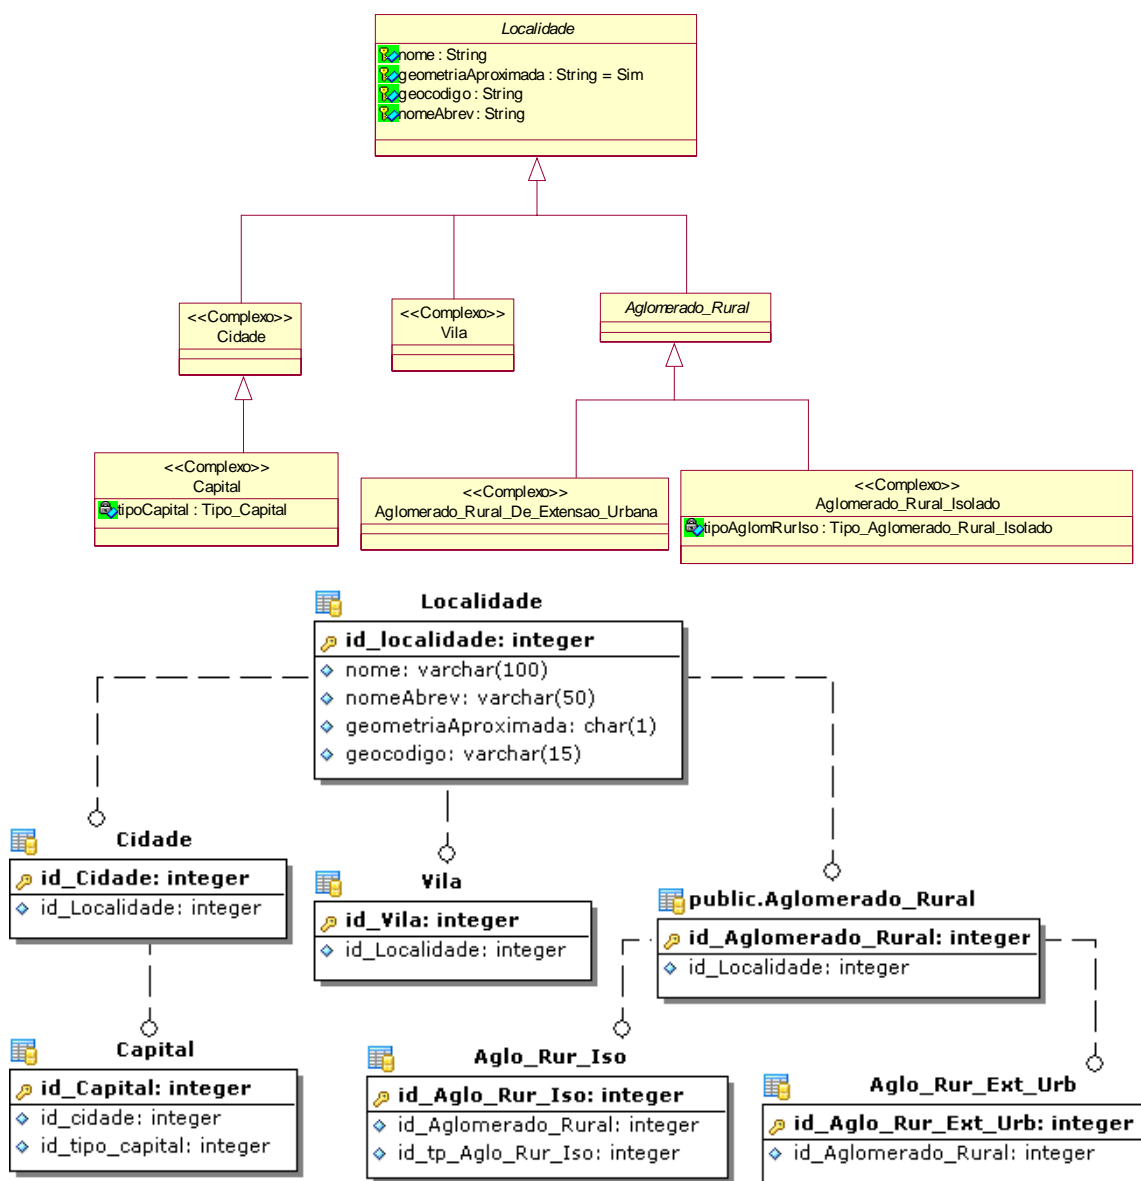 Localidade
nome : String
geometriaAproximada : String = Sim
geocodigo : String
nomeAbrev : String
<<Complexo>>
Cidade
<<Complexo>>
Vila
Aglomerado_Rural
<<Complexo>>
Capital
tipoCapital : Tipo_Capital
<<Complexo>>
Aglomerado_Rural_De_Extensao_Urbana
<<Complexo>>
Aglomerado_Rural_Isolado
tipoAglomRurIso : Tipo_Aglomerado_Rural_Isolado
Localidade
id_localidade: integer
nome: varchar(100)
nomeAbrev: varchar(50)
geometriaAproximada: char(1)
geocodigo: varchar(15)
Cidade
id_Cidade: integer
id_Localidade: integer
Vila
id_Vila: integer
id_Localidade: integer
public.Aglomerado_Rural
id_Aglomerado_Rural: integer
id_Localidade: integer
Capital
id_Capital: integer
id_cidade: integer
id_tipo_capital: integer
Aglo_Rur_Iso
id_Aglo_Rur_Iso: integer
id_Aglomerado_Rural: integer
id_tp_Aglo_Rur_Iso: integer
Aglo_Rur_Ext_Urb
id_Aglo_Rur_Ext_Urb: integer
id_Aglomerado_Rural: integer